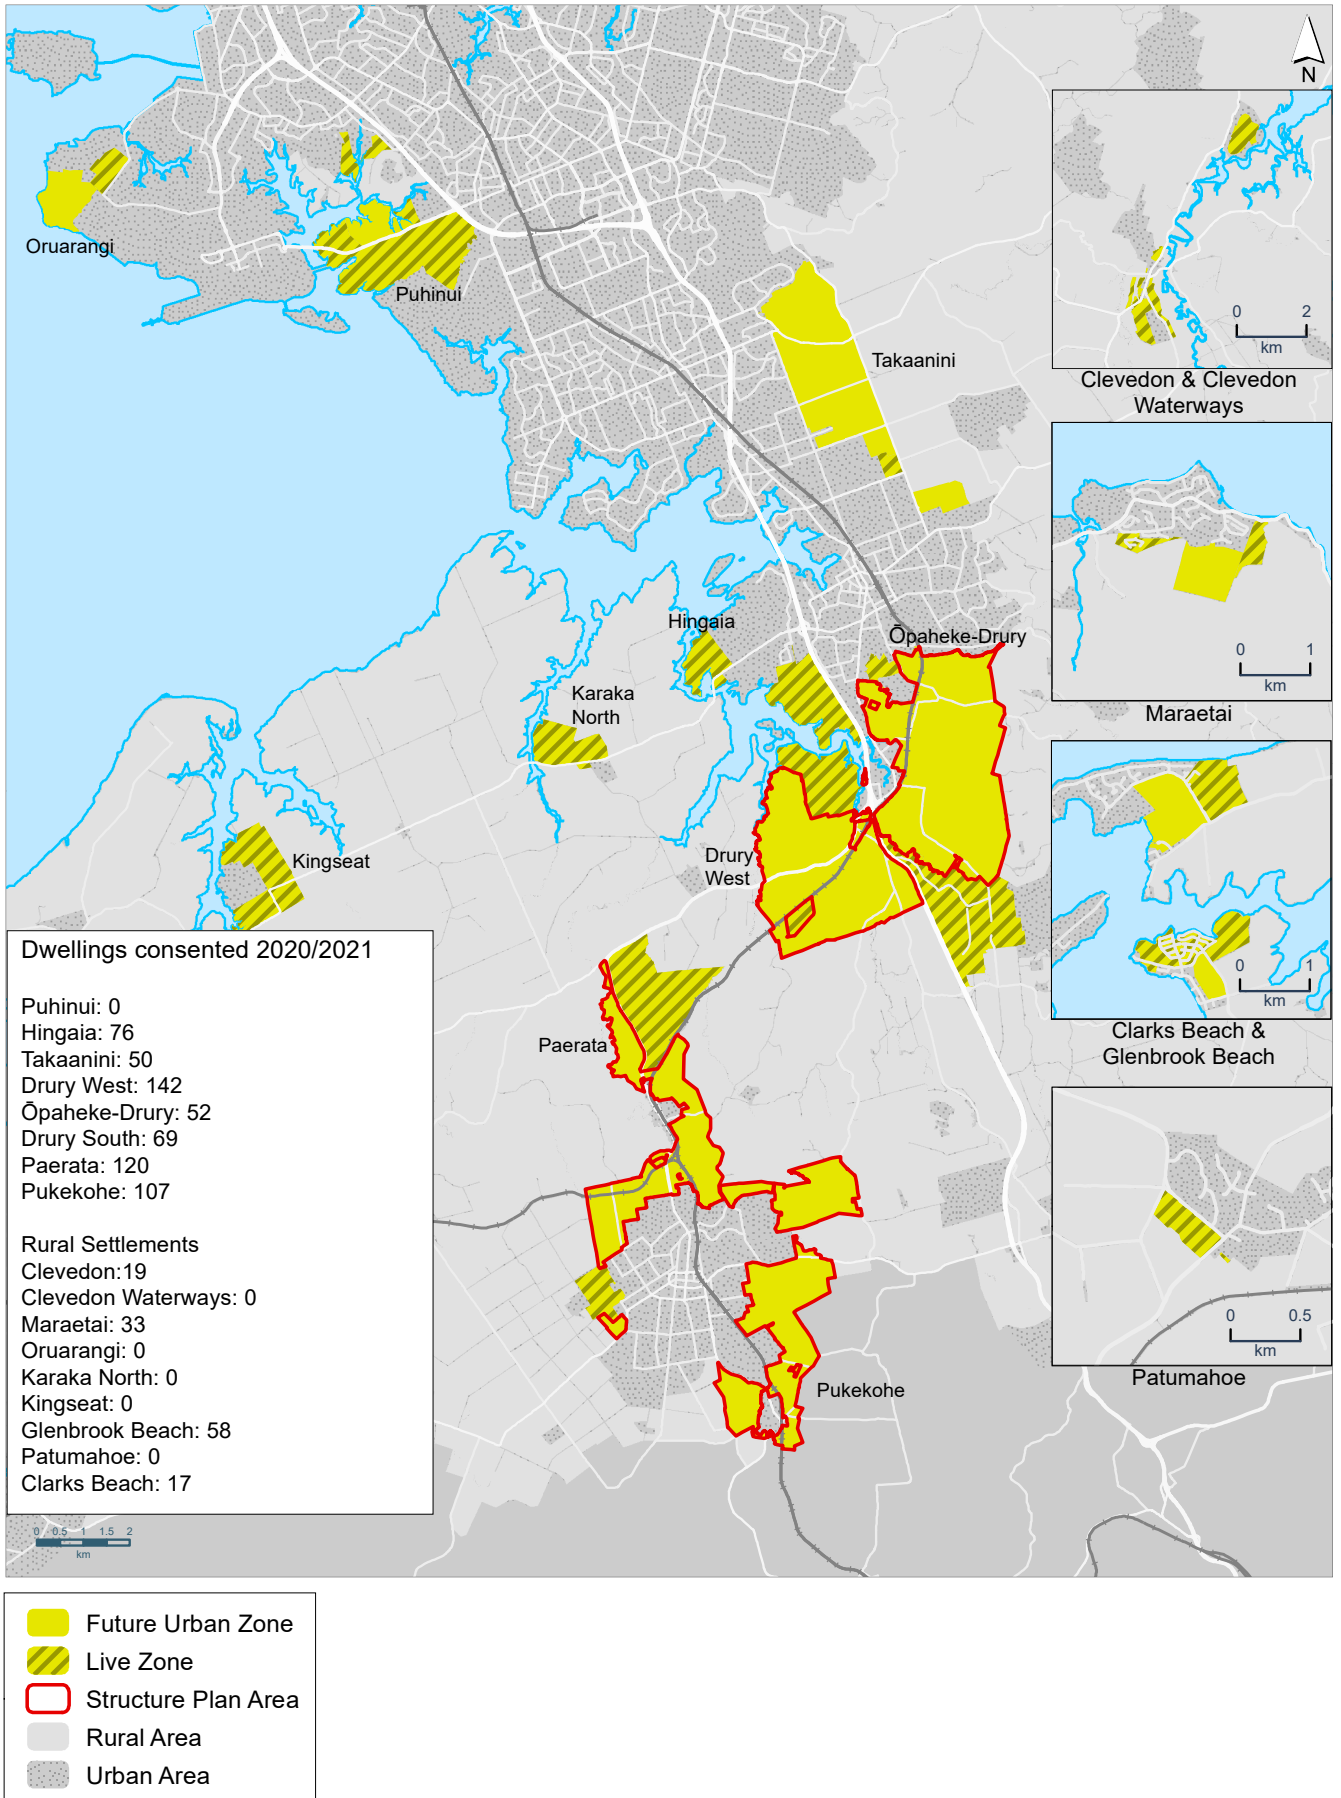 N
Oruarangi
Puhinui
Takaanini
Hingaia
Ōpaheke-Drury
Karaka
North
Kingseat
Drury
West
Paerata
Pukekohe
0 2
km
Clevedon & Clevedon
Waterways
0 1
km
Maraetai
0 1
km
Clarks Beach &
Glenbrook Beach
0 0.5
km
Patumahoe
Dwellings consented 2020/2021
Puhinui: 0
Hingaia: 76
Takaanini: 50
Drury West: 142
Ōpaheke-Drury: 52
Drury South: 69
Paerata: 120
Pukekohe: 107
Rural Settlements
Clevedon:19
Clevedon Waterways: 0
Maraetai: 33
Oruarangi: 0
Karaka North: 0
Kingseat: 0
Glenbrook Beach: 58
Patumahoe: 0
Clarks Beach: 17
0 0.5 1 1.5 2
km
Future Urban Zone
Live Zone
Structure Plan Area
Rural Area
Urban Area